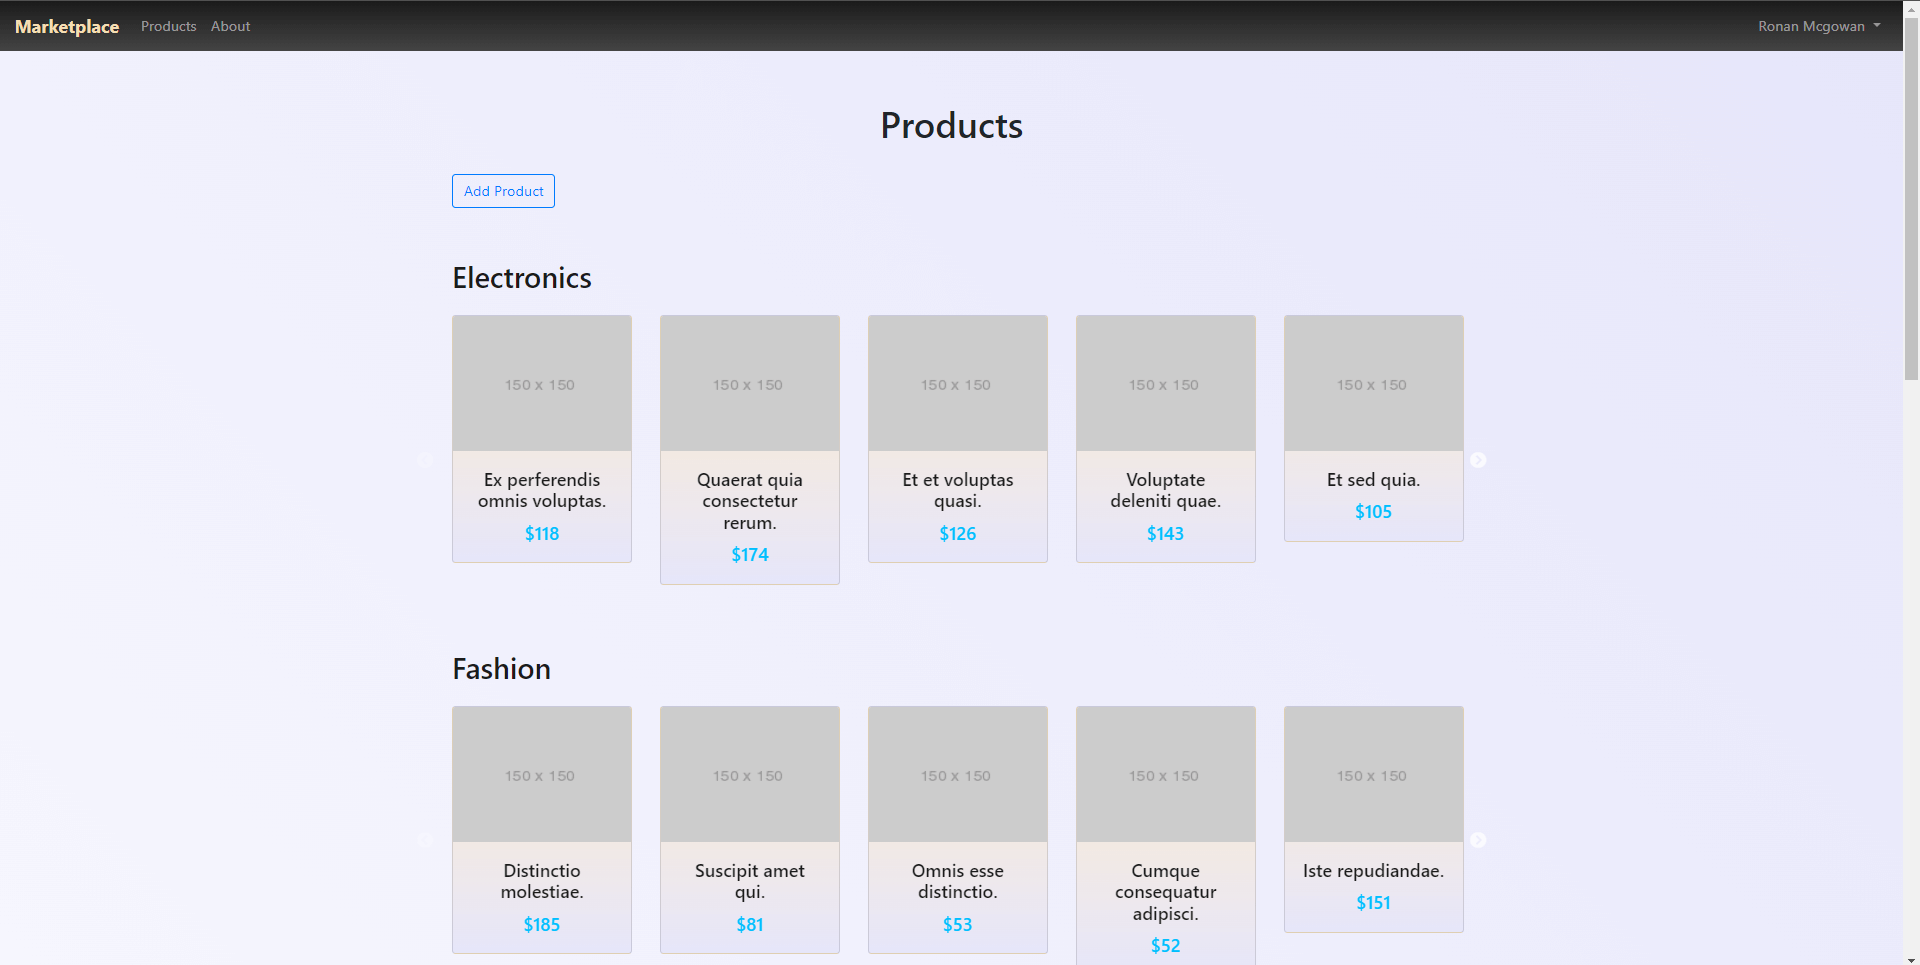 Marketplace Products About Ronan Mcgowan
Products
Add Product
Electronics
150 x 150
Ex perferendis
omnis voluptas.
$118
150 x 150
Quaerat quia
consectetur
rerum.
$174
150 x 150
Et et voluptas
quasi.
$126
150 x 150
Voluptate
deleniti quae.
$143
150 x 150
Et sed quia.
$105
Fashion
150 x 150
Distinctio
molestiae.
$185
150 x 150
Suscipit amet
qui.
$81
150 x 150
Omnis esse
distinctio.
$53
150 x 150
Cumque
consequatur
adipisci.
$52
150 x 150
Iste repudiandae.
$151